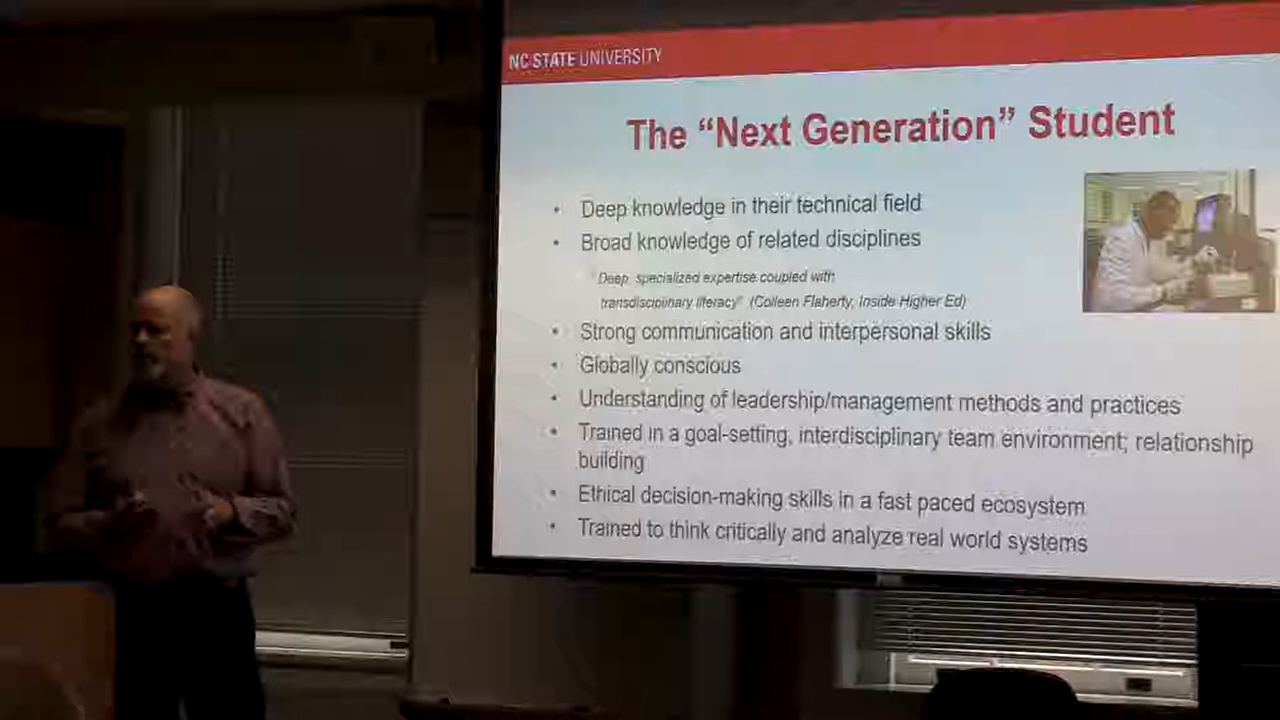 NC STATE UNIVERSITY
The “Next Generation” Student
• Deep knowledge in their technical field
• Broad knowledge of related disciplines
“Deep, specialized expertise coupled with
transdisciplinary literacy” (Colleen Flaherty, Inside Higher Ed)
• Strong communication and interpersonal skills
• Globally conscious
• Understanding of leadership/management methods and practices
• Trained in a goal-setting, interdisciplinary team environment; relationship
building
• Ethical decision-making skills in a fast paced ecosystem
• Trained to think critically and analyze real world systems